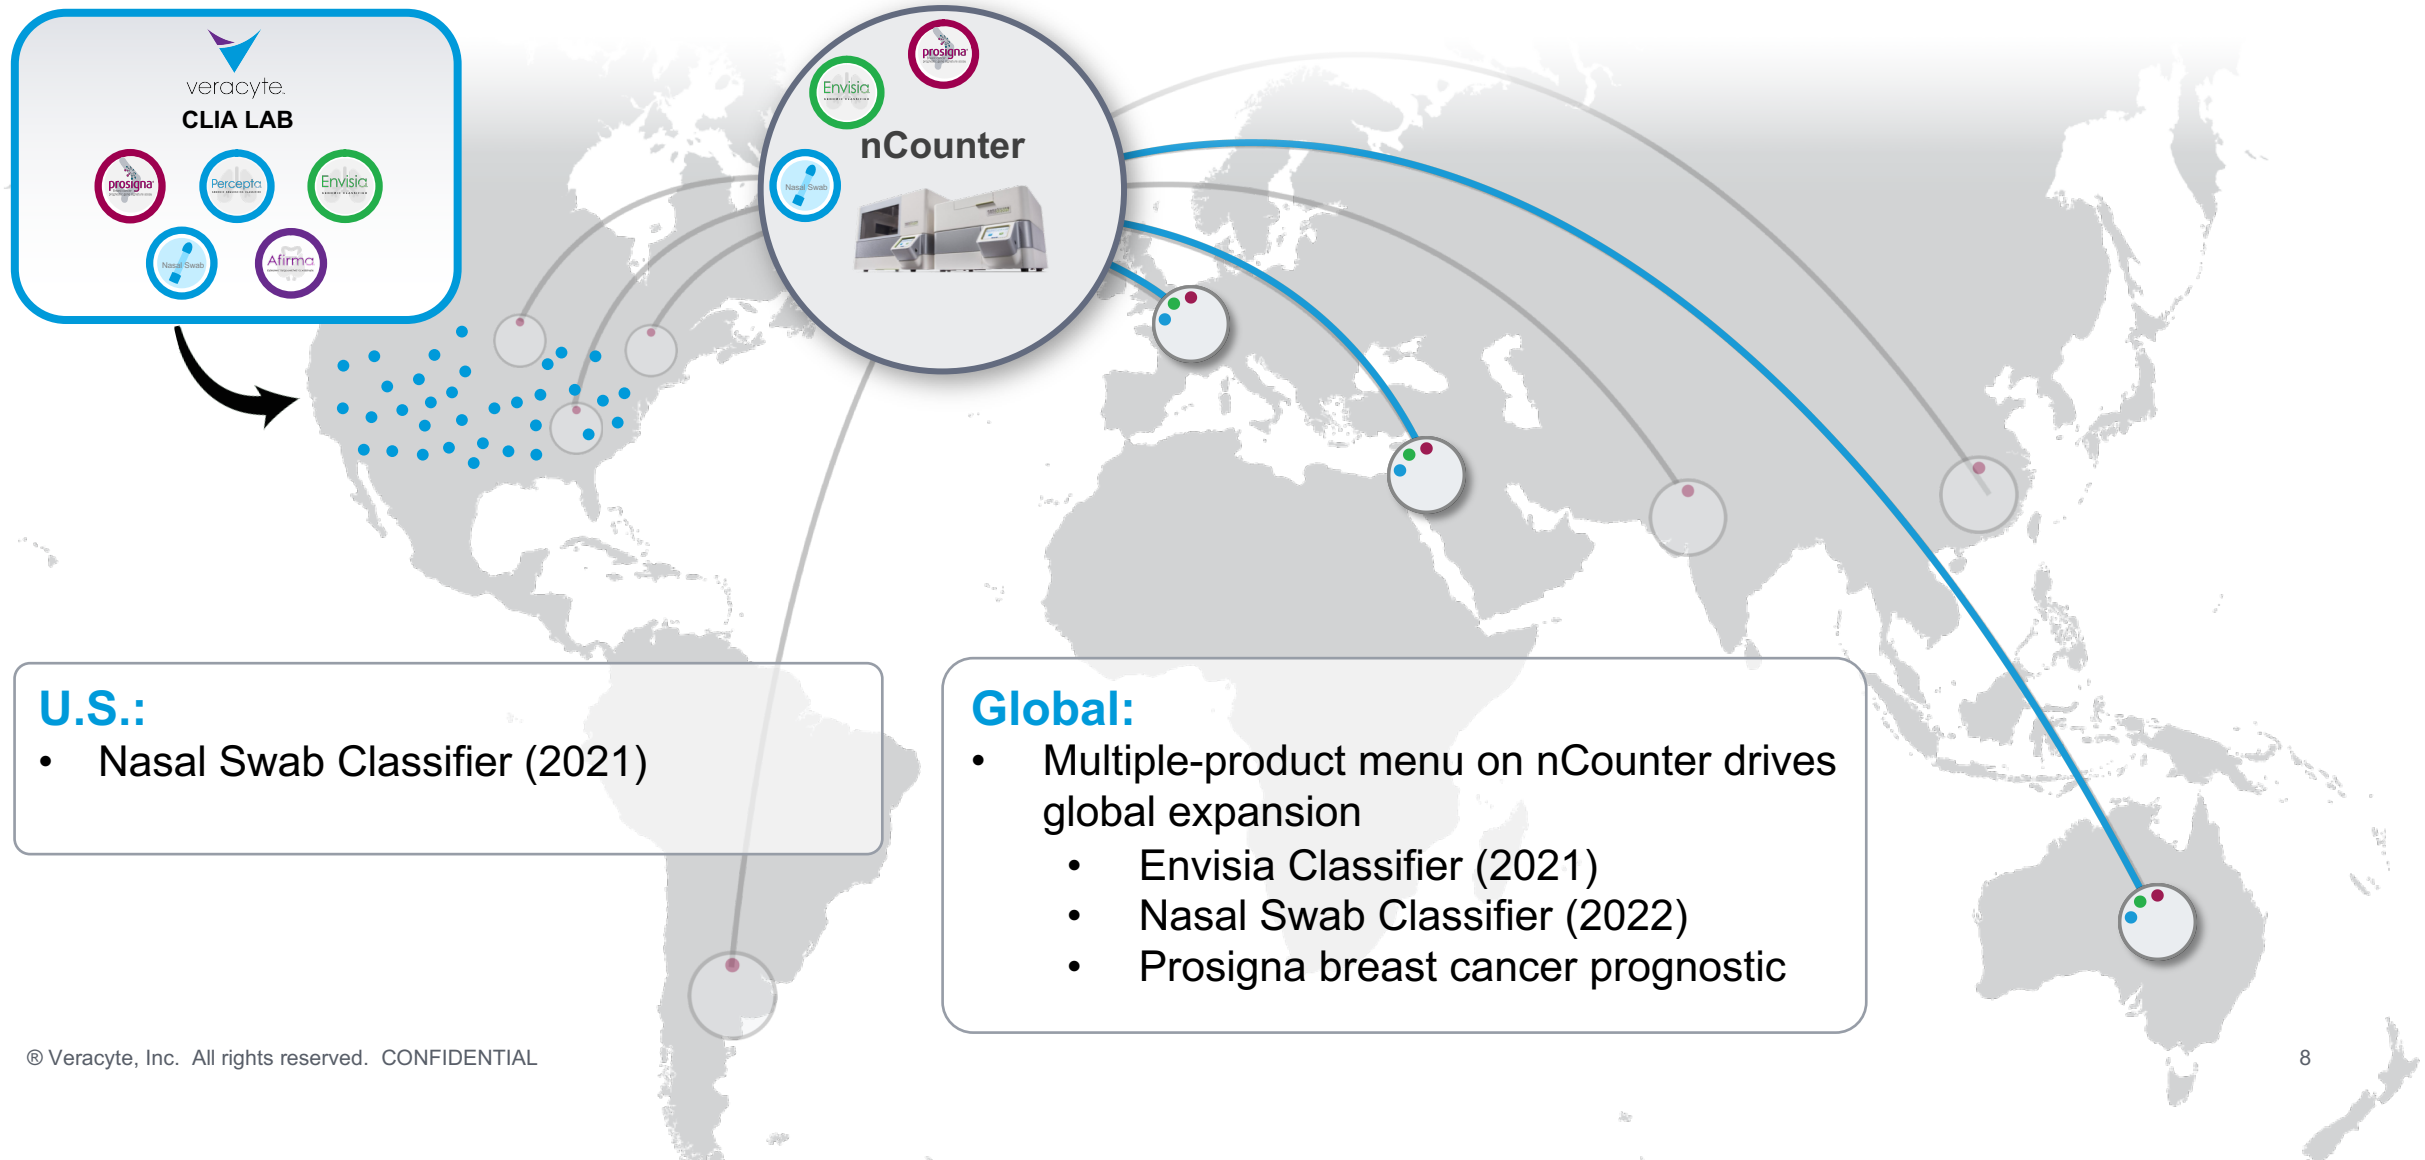 veracyte.
CLIA LAB
prosigna
Percepta
Envisia
Nasal Swab
Afirma
prosigna
Envisia
GENOMIC CLASSIFIER
nCounter
Nasal Swab
U.S.:
• Nasal Swab Classifier (2021)
Global:
• Multiple-product menu on nCounter drives
global expansion
• Envisia Classifier (2021)
• Nasal Swab Classifier (2022)
• Prosigna breast cancer prognostic
® Veracyte, Inc. All rights reserved. CONFIDENTIAL
8